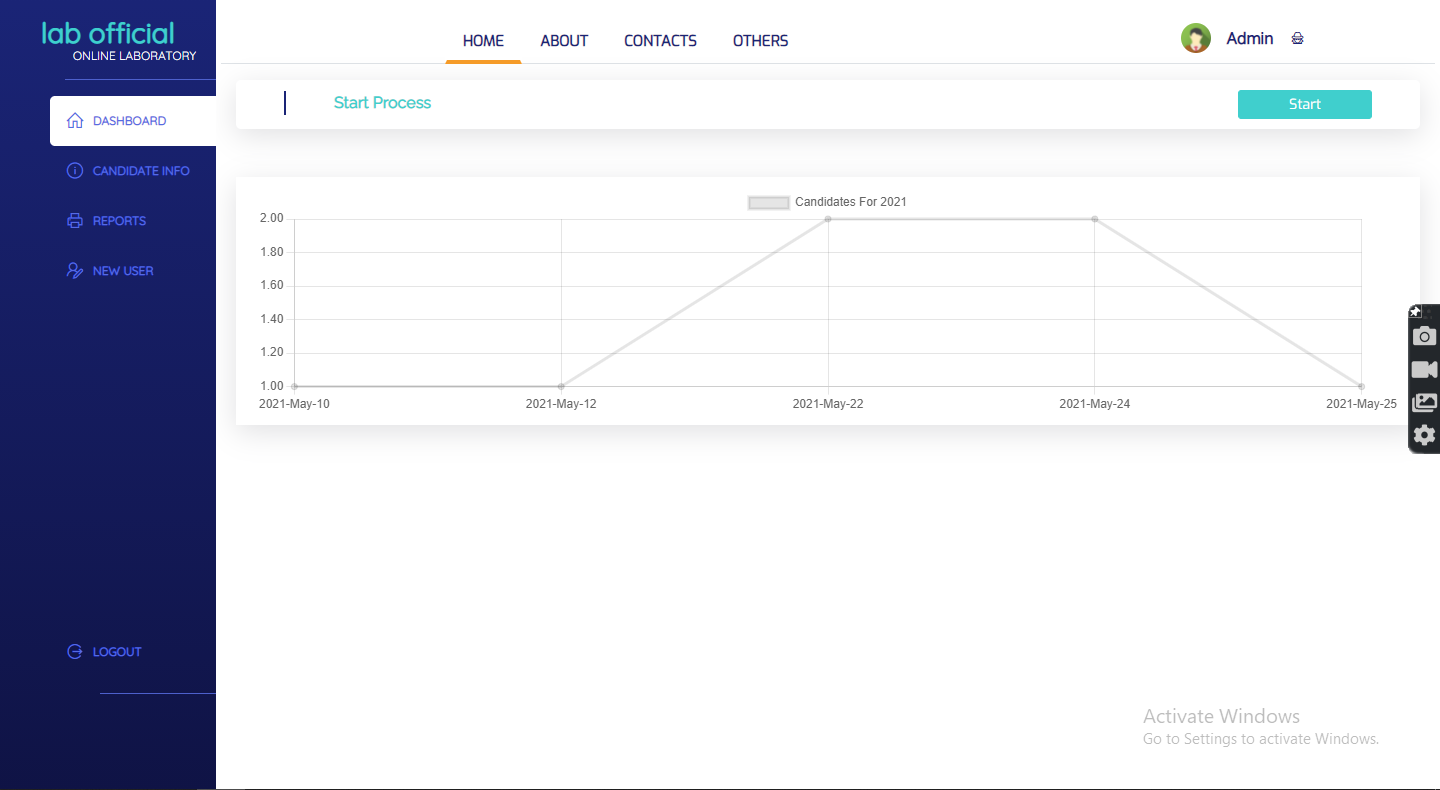 lab official
ONLINE LABORATORY
HOME ABOUT CONTACTS OTHERS
Admin
DASHBOARD
CANDIDATE INFO
REPORTS
NEW USER
LOGOUT
Start Process
Start
Candidates For 2021
2.00
1.80
1.60
1.40
1.20
1.00
2021-May-10 2021-May-12 2021-May-22 2021-May-24 2021-May-25
Activate Windows
Go to Settings to activate Windows.